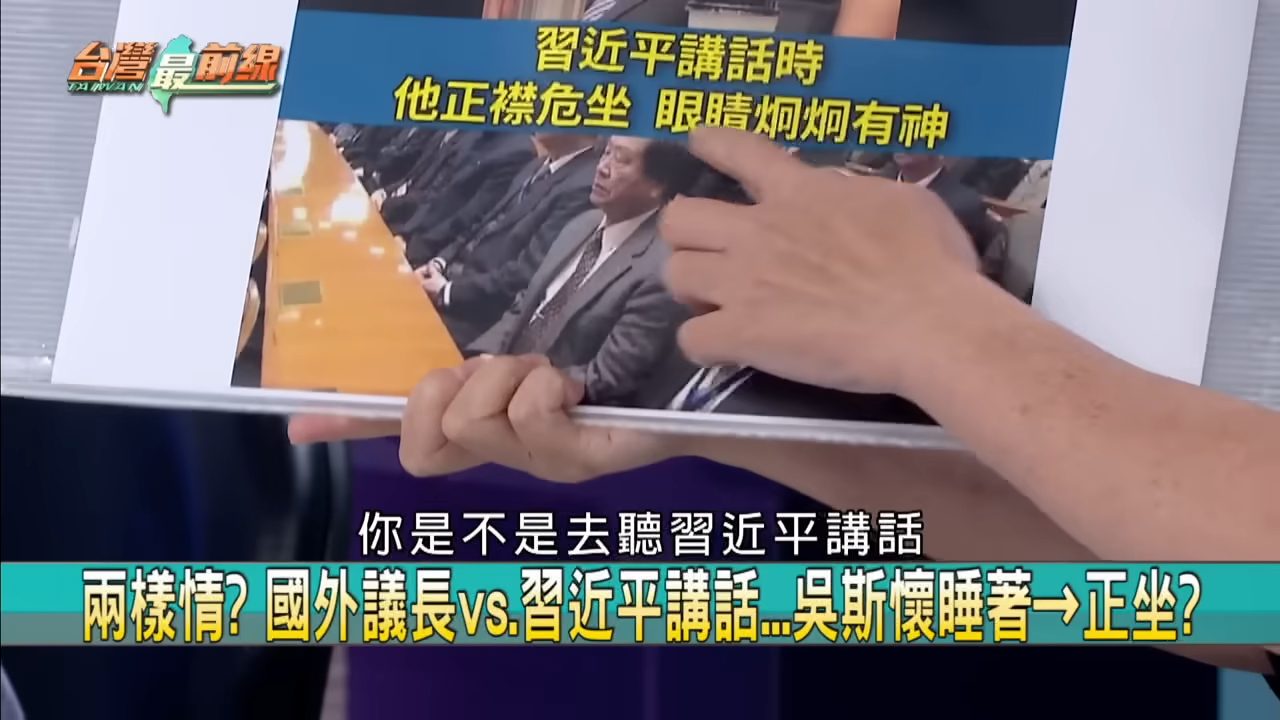 台灣最前線
TAIWAN
習近平講話時
他正襟危坐 眼睛炯炯有神
你是不是去聽習近平講話
兩樣情? 國外議長vs.習近平講話...吳斯懷睡著→正坐?